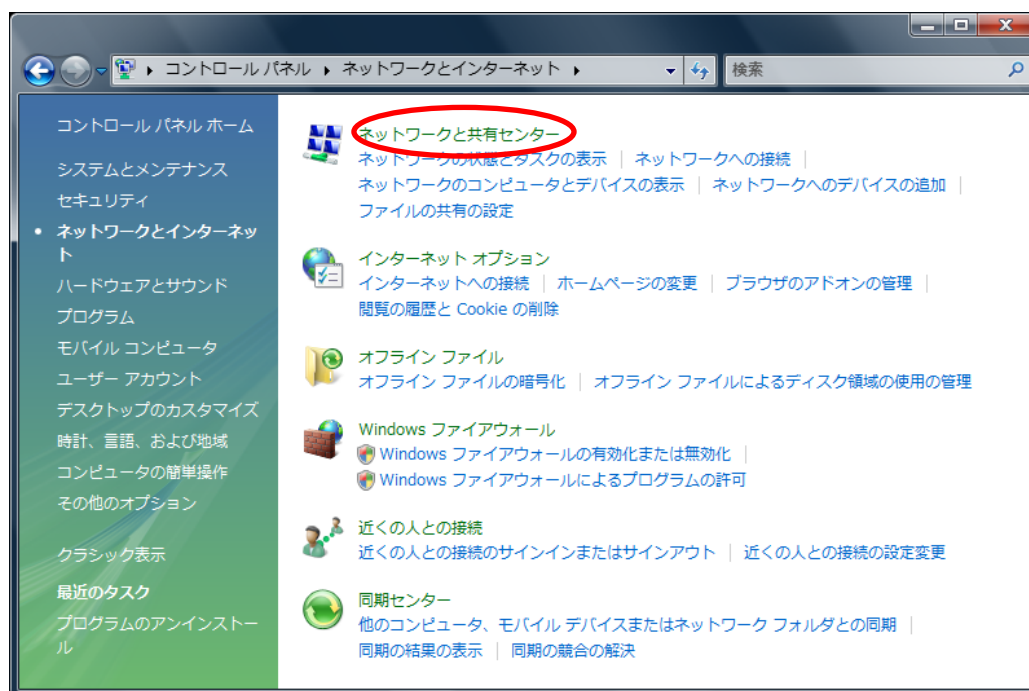 コントロール パネル ▸ ネットワークとインターネット ▸
検索
コントロール パネル ホーム
システムとメンテナンス
セキュリティ
• ネットワークとインターネッ
ト
ハードウェアとサウンド
プログラム
モバイル コンピュータ
ユーザー アカウント
デスクトップのカスタマイズ
時計、言語、および地域
コンピュータの簡単操作
その他のオプション
クラシック表示
最近のタスク
プログラムのアンインストー
ル
ネットワークと共有センター
ネットワークの状態とタスクの表示 | ネットワークへの接続 |
ネットワークのコンピュータとデバイスの表示 | ネットワークへのデバイスの追加 |
ファイルの共有の設定
インターネット オプション
インターネットへの接続 | ホームページの変更 | ブラウザのアドオンの管理 |
閲覧の履歴と Cookie の削除
オフライン ファイル
オフライン ファイルの暗号化 | オフライン ファイルによるディスク領域の使用の管理
Windows ファイアウォール
Windows ファイアウォールの有効化または無効化 |
Windows ファイアウォールによるプログラムの許可
近くの人との接続
近くの人との接続のサインインまたはサインアウト | 近くの人との接続の設定変更
同期センター
他のコンピュータ、モバイル デバイスまたはネットワーク フォルダとの同期 |
同期の結果の表示 | 同期の競合の解決